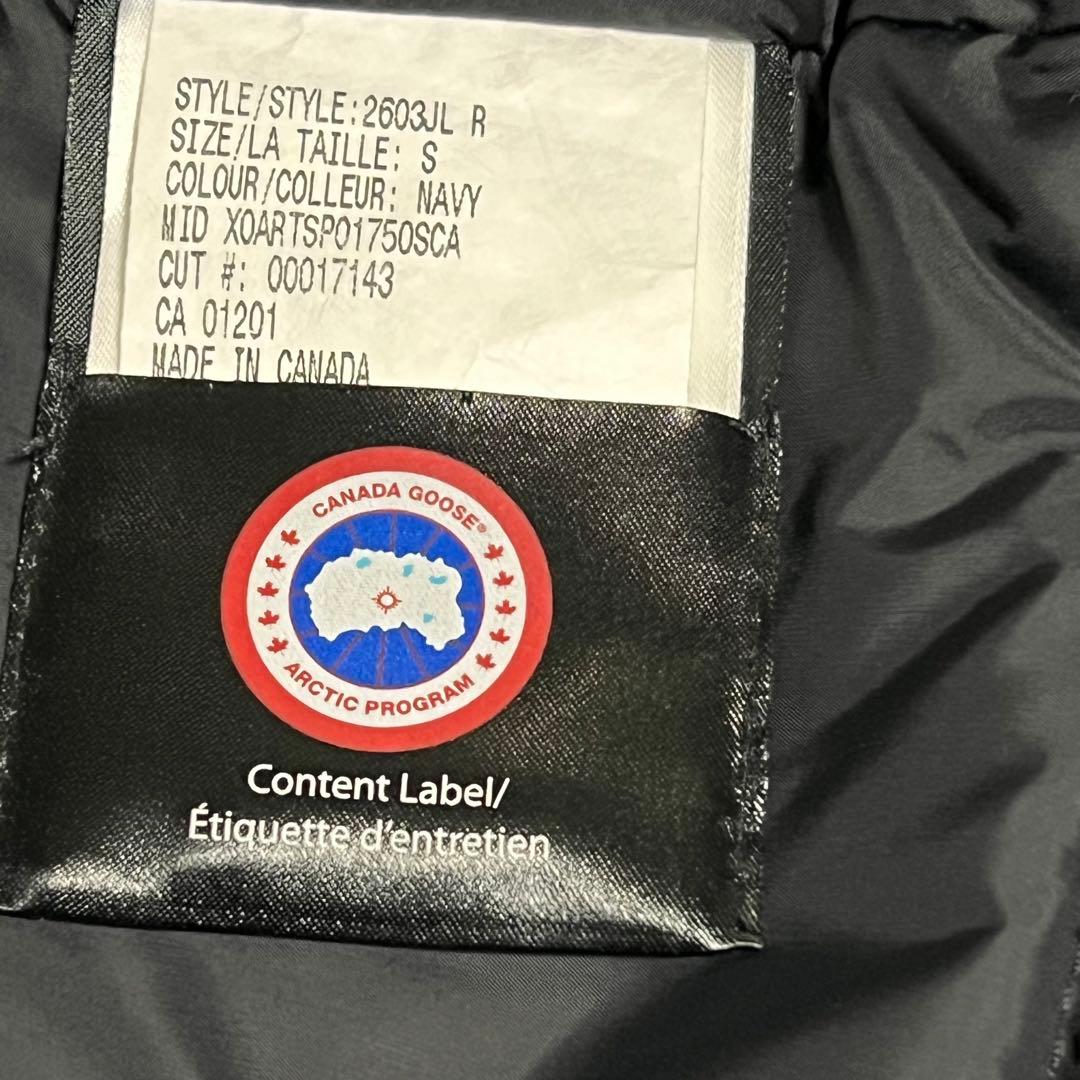 STYLE/STYLE:2603JL R
SIZE/LA TAILLE: S
COLOUR/COLLEUR: NAVY
MID XOARTSPO1750SCA
CUT #: 00017143
CA 01201
MADE IN CANADA
CANADA GOOSE®
ARCTIC PROGRAM
Content Label/
Étiquette d'entretien